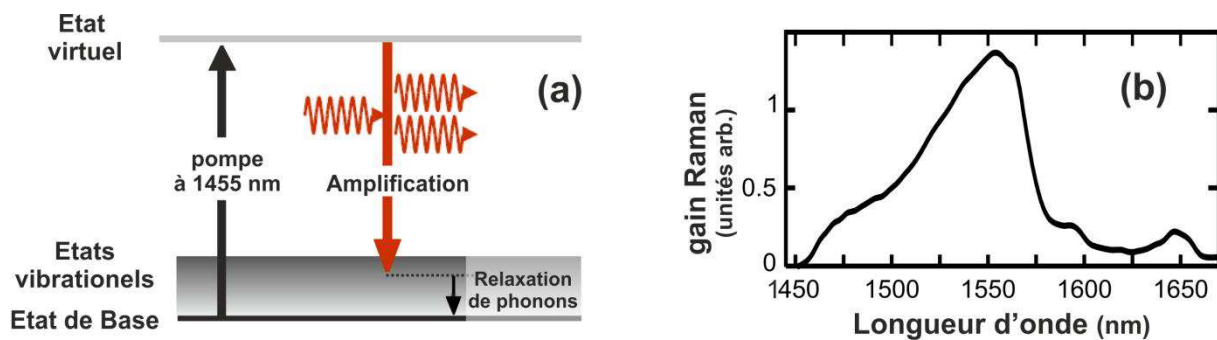 Etat
virtuel
(a)
pompe
à 1455 nm
Amplification
Etats
vibrationels
Relaxation
de phonons
Etat de Base
(b)
gain Raman
(unités arb.)
1
0.5
0
1450
1500
1550
1600
1650
Longueur d'onde (nm)